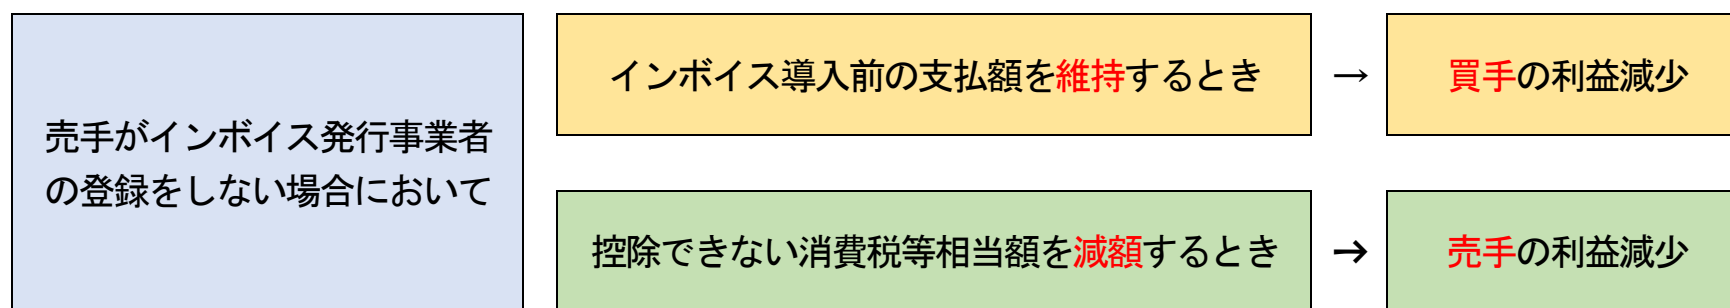 売手がインボイス発行事業者
の登録をしない場合において
インボイス導入前の支払額を維持するとき
→
買手の利益減少
控除できない消費税等相当額を減額するとき
→
売手の利益減少